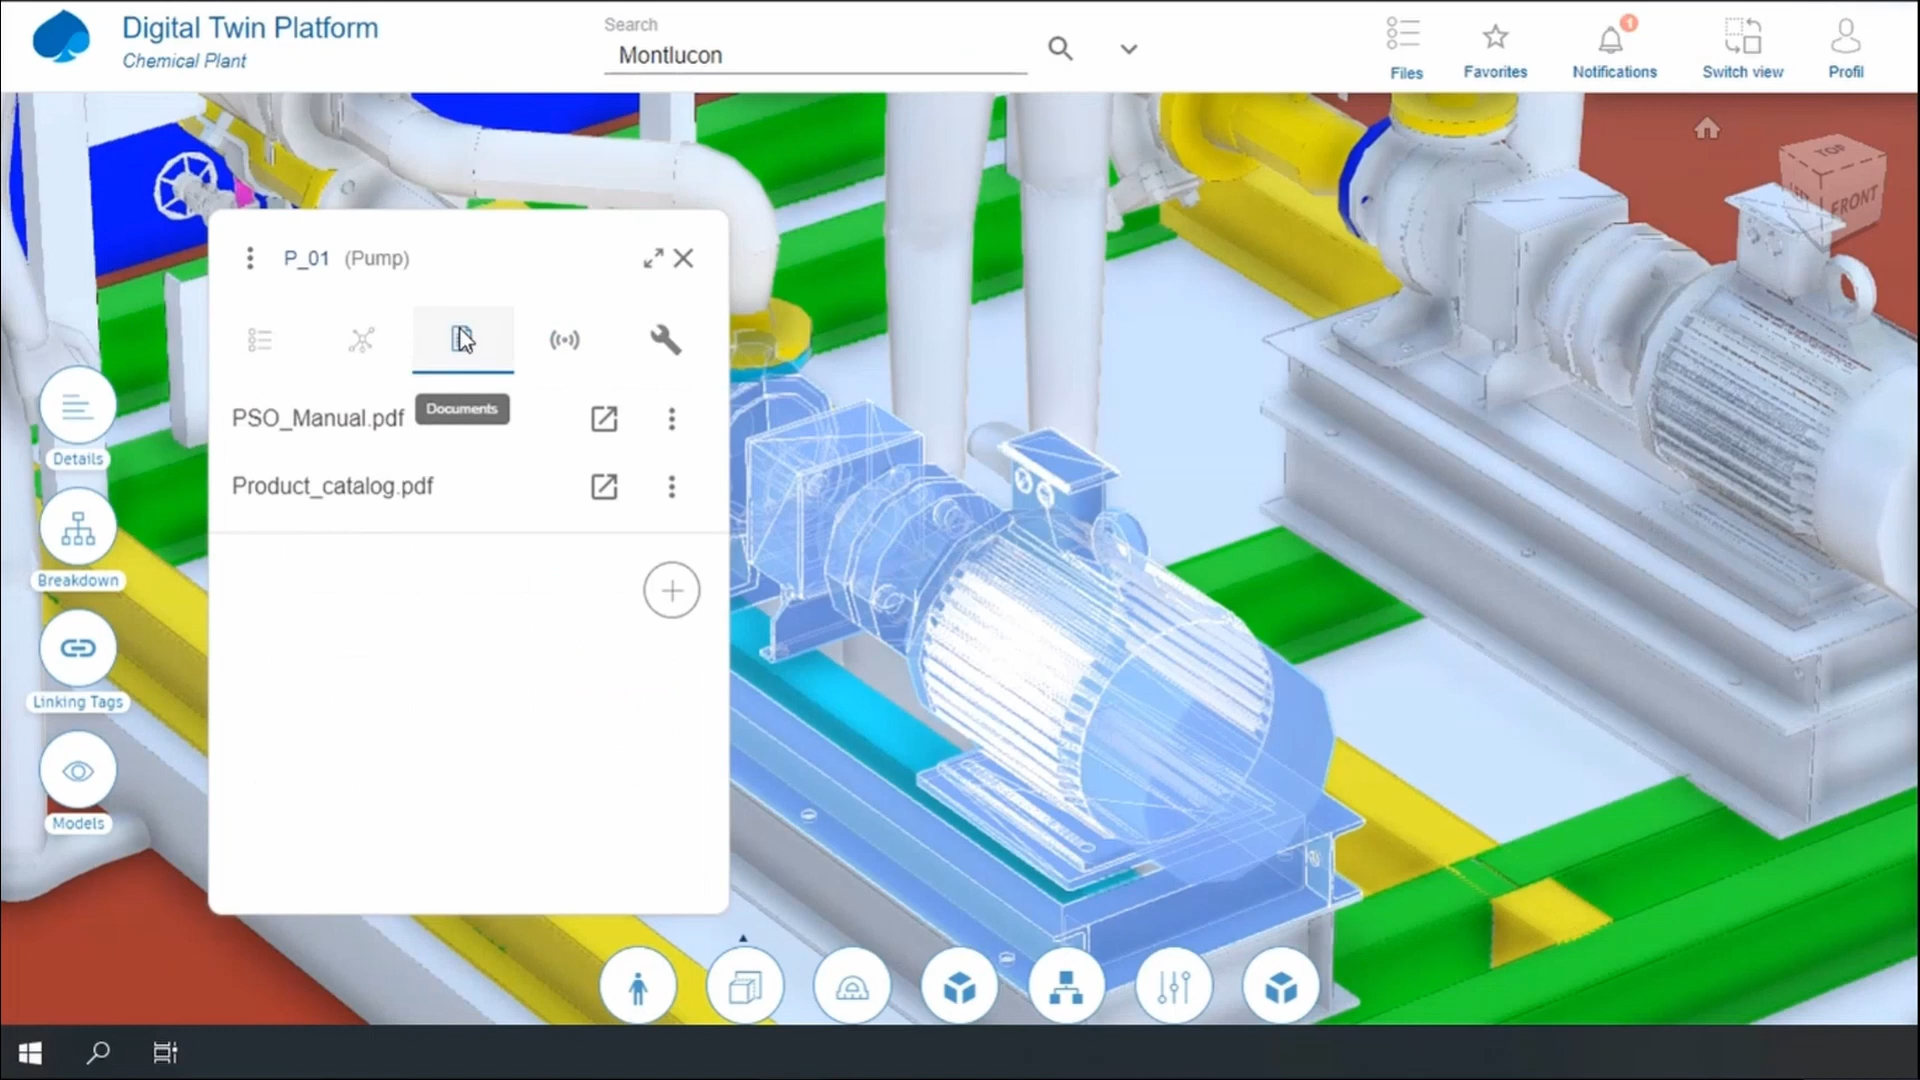 Digital Twin Platform
Chemical Plant
Search
Montlucon
Files
Favorites
1
Notifications
Switch view
Profil
TOP
FRONT
P_01 (Pump)
PSO_Manual.pdf
Documents
Product_catalog.pdf
Details
Breakdown
Linking Tags
Models